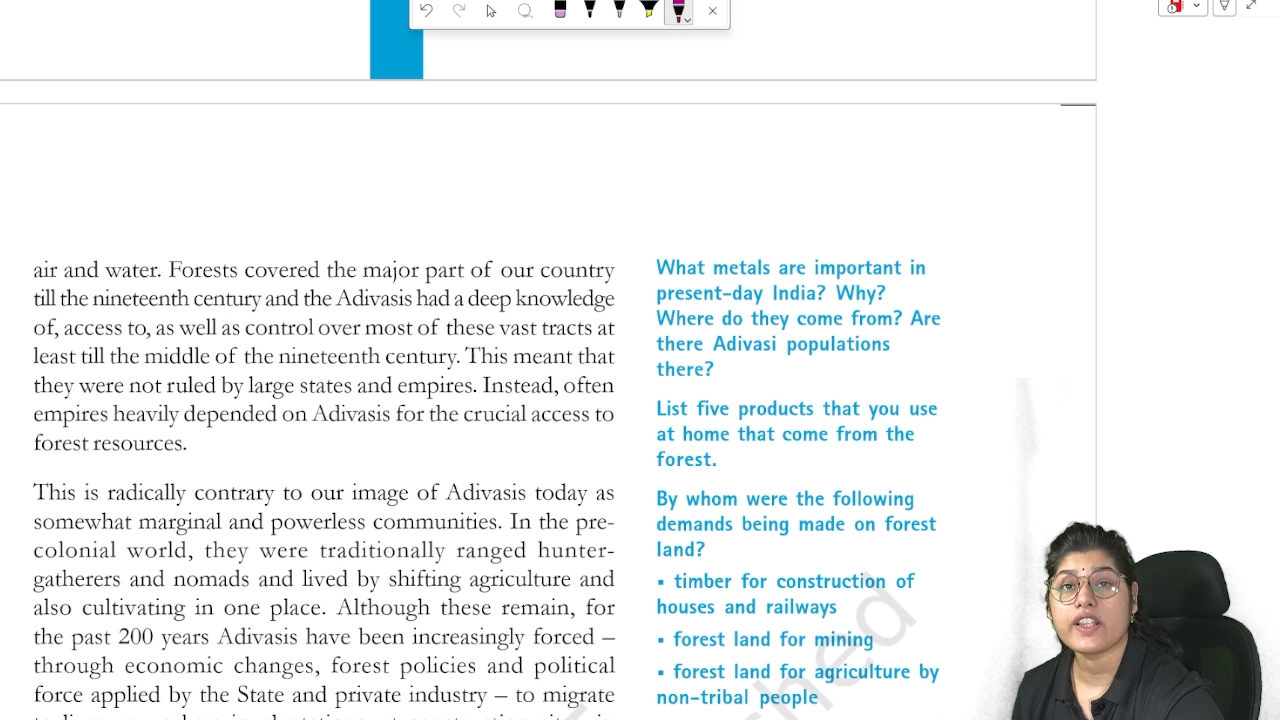 air and water. Forests covered the major part of our country
till the nineteenth century and the Adivasis had a deep knowledge
of, access to, as well as control over most of these vast tracts at
least till the middle of the nineteenth century. This meant that
they were not ruled by large states and empires. Instead, often
empires heavily depended on Adivasis for the crucial access to
forest resources.
This is radically contrary to our image of Adivasis today as
somewhat marginal and powerless communities. In the pre-
colonial world, they were traditionally ranged hunter-
gatherers and nomads and lived by shifting agriculture and
also cultivating in one place. Although these remain, for
the past 200 years Adivasis have been increasingly forced –
through economic changes, forest policies and political
force applied by the State and private industry – to migrate
What metals are important in
present-day India? Why?
Where do they come from? Are
there Adivasi populations
there?
List five products that you use
at home that come from the
forest.
By whom were the following
demands being made on forest
land?
▪ timber for construction of
houses and railways
▪ forest land for mining
▪ forest land for agriculture by
non-tribal people